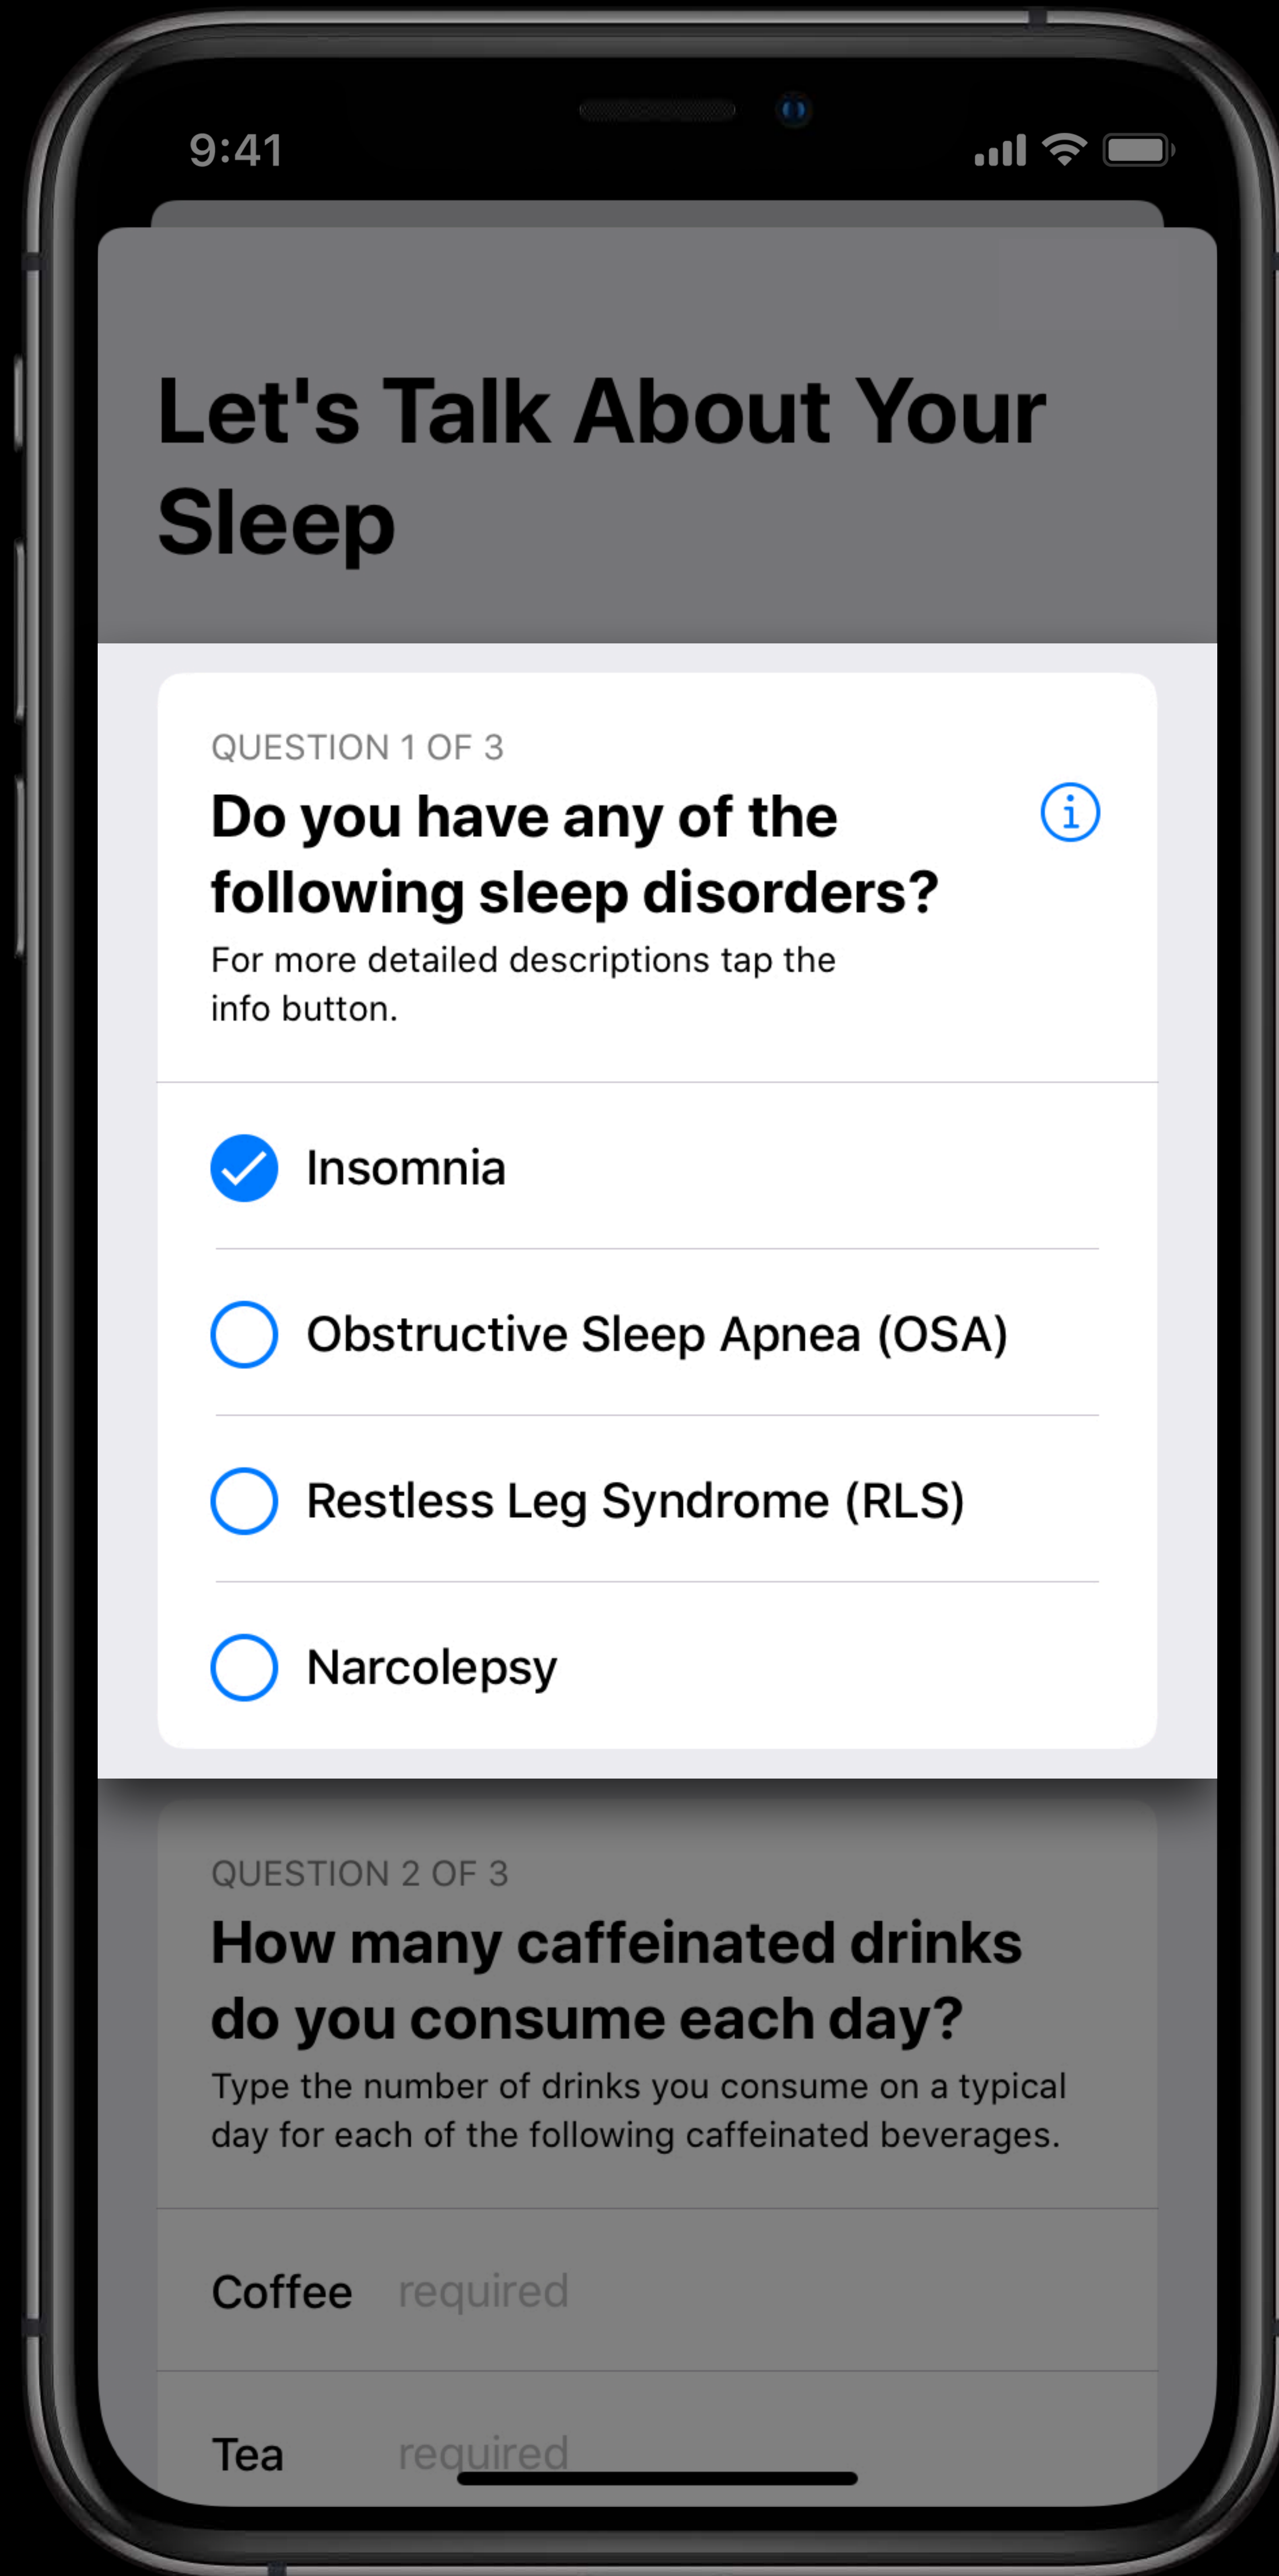 9:41
Let's Talk About Your
Sleep
QUESTION 1 OF 3
Do you have any of the
following sleep disorders?
For more detailed descriptions tap the
info button.
Insomnia
Obstructive Sleep Apnea (OSA)
Restless Leg Syndrome (RLS)
Narcolepsy
QUESTION 2 OF 3
How many caffeinated drinks
do you consume each day?
Type the number of drinks you consume on a typical
day for each of the following caffeinated beverages.
Coffee required
Tea required